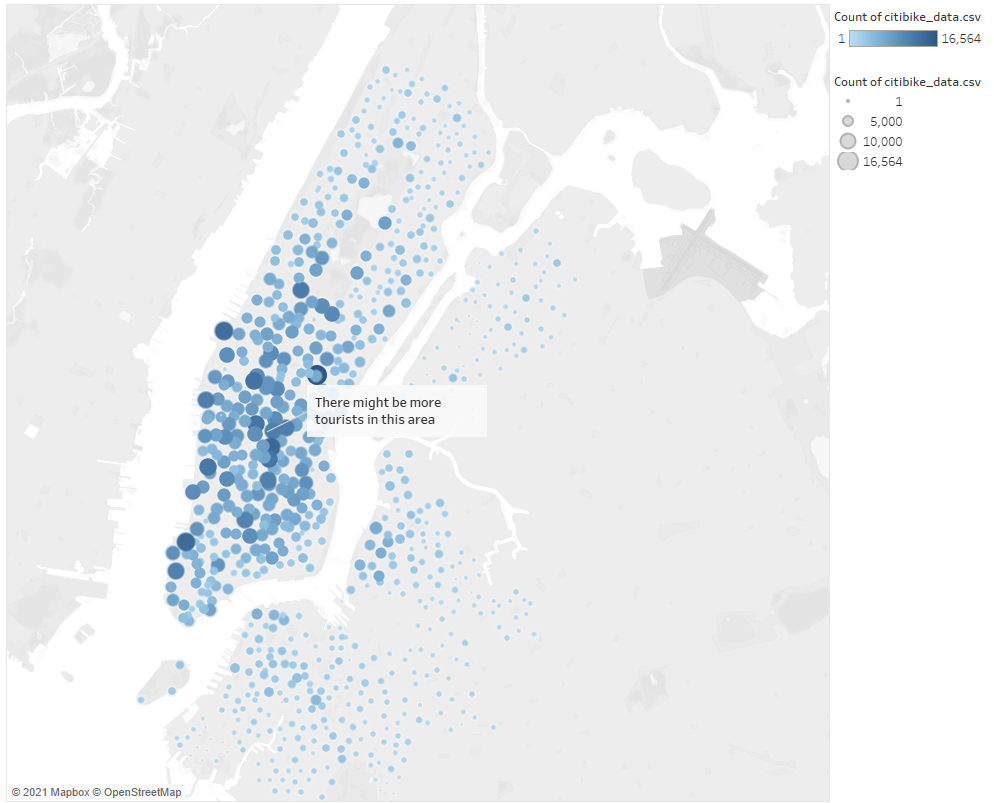 Count of citibike_data.csv
1 16,564
Count of citibike_data.csv
1
5,000
10,000
16,564
There might be more
tourists in this area
© 2021 Mapbox © OpenStreetMap